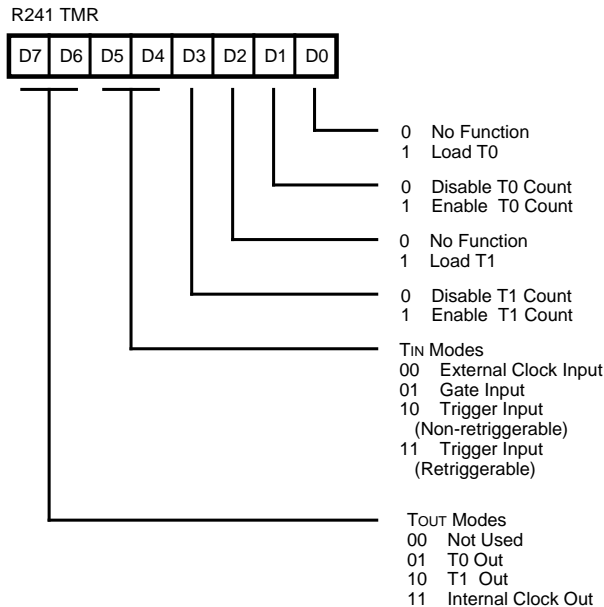 R241 TMR
D7 D6 D5 D4 D3 D2 D1 D0
0 No Function
1 Load T0
0 Disable T0 Count
1 Enable T0 Count
0 No Function
1 Load T1
0 Disable T1 Count
1 Enable T1 Count
TIN Modes
00 External Clock Input
01 Gate Input
10 Trigger Input
(Non-retriggerable)
11 Trigger Input
(Retriggerable)
TOUT Modes
00 Not Used
01 T0 Out
10 T1 Out
11 Internal Clock Out